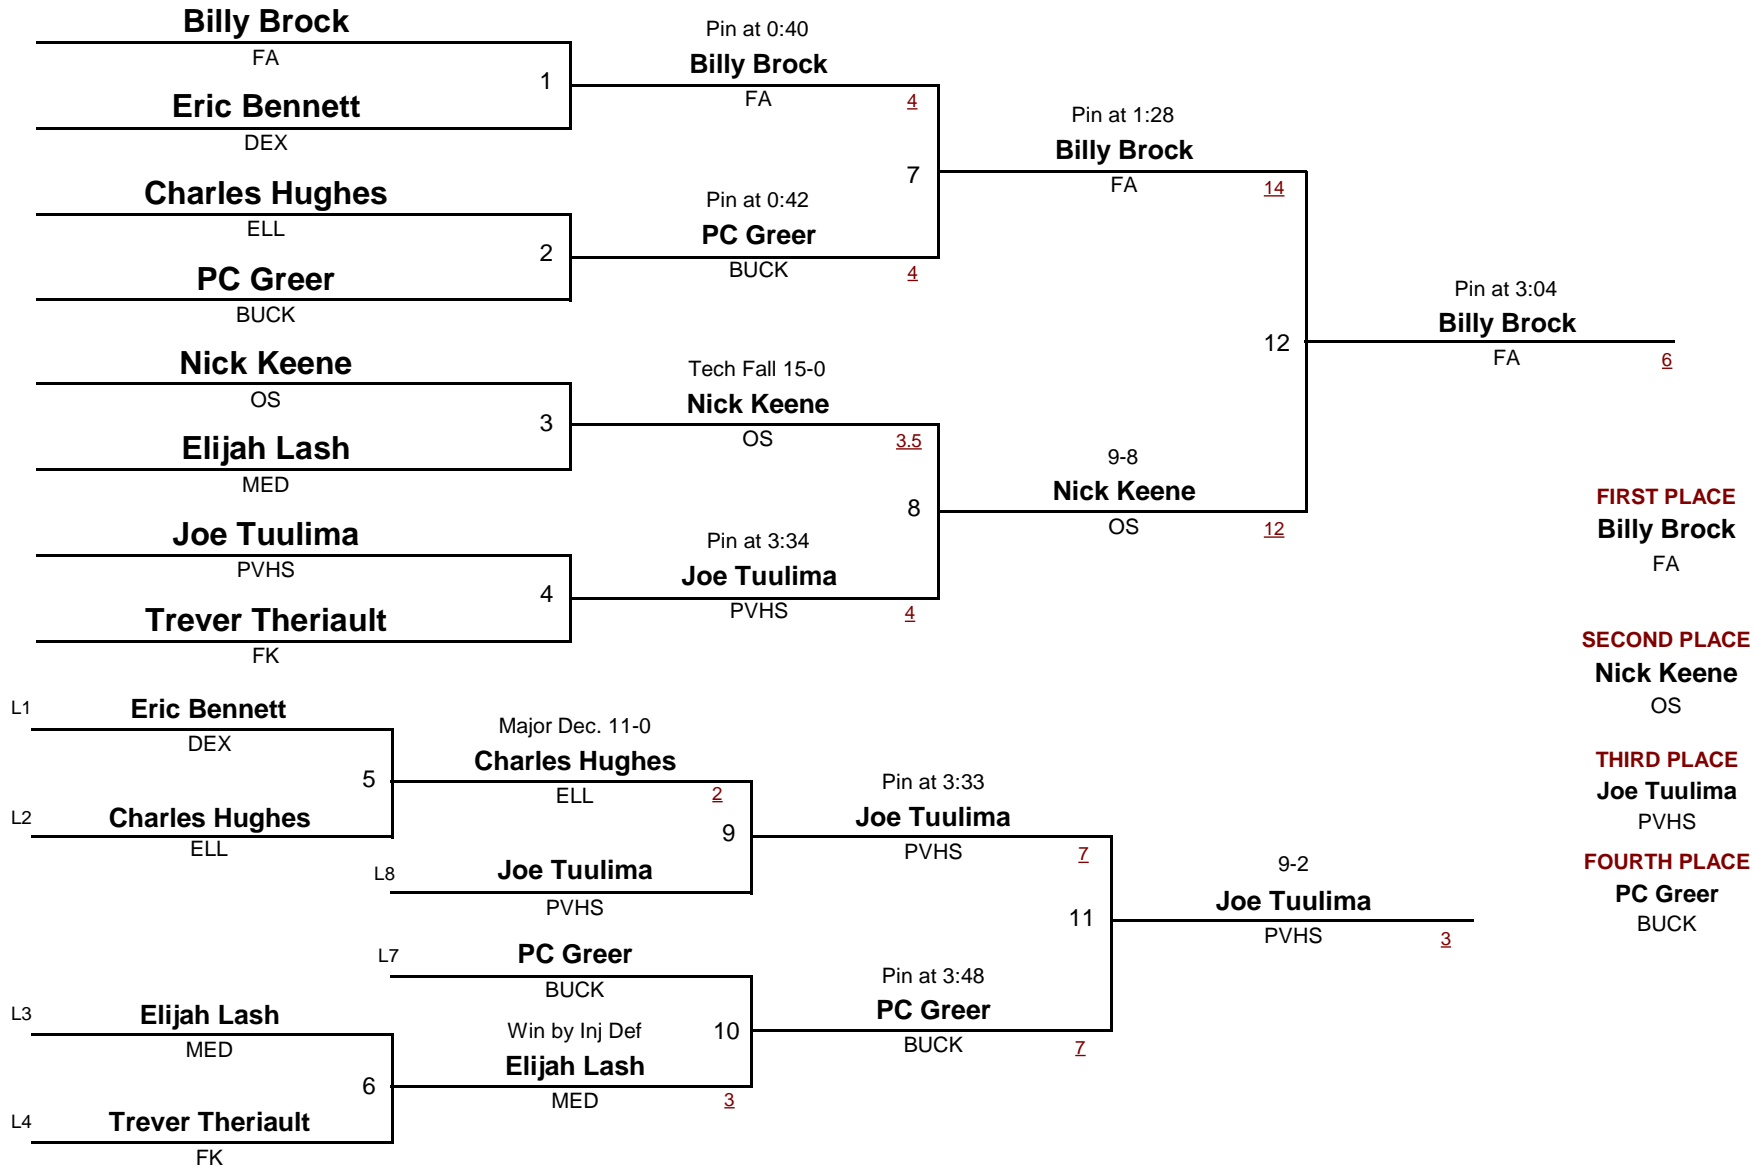 Billy Brock
FA
1
Eric Bennett
DEX
Charles Hughes
ELL
2
PC Greer
BUCK
Nick Keene
OS
3
Elijah Lash
MED
Joe Tuulima
PVHS
4
Trever Theriault
FK
Pin at 0:40
Billy Brock
FA
4
7
Pin at 0:42
PC Greer
BUCK
4
Tech Fall 15-0
Nick Keene
OS
3.5
8
Pin at 3:34
Joe Tuulima
PVHS
4
Pin at 1:28
Billy Brock
FA
14
12
9-8
Nick Keene
OS
12
Pin at 3:04
Billy Brock
FA
6
FIRST PLACE
Billy Brock
FA
SECOND PLACE
Nick Keene
OS
THIRD PLACE
Joe Tuulima
PVHS
FOURTH PLACE
PC Greer
BUCK
L1
Eric Bennett
DEX
5
L2
Charles Hughes
ELL
L3
Elijah Lash
MED
6
L4
Trever Theriault
FK
Major Dec. 11-0
Charles Hughes
ELL
2
9
L8
Joe Tuulima
PVHS
L7
PC Greer
BUCK
10
Win by Inj Def
Elijah Lash
MED
3
Pin at 3:33
Joe Tuulima
PVHS
7
11
Pin at 3:48
PC Greer
BUCK
7
9-2
Joe Tuulima
PVHS
3